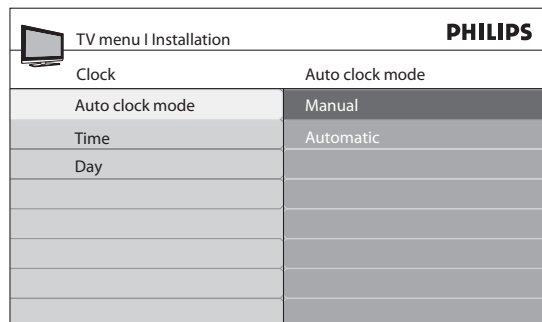 TV menu I Installation
PHILIPS
Clock
Auto clock mode
Auto clock mode
Manual
Time
Automatic
Day